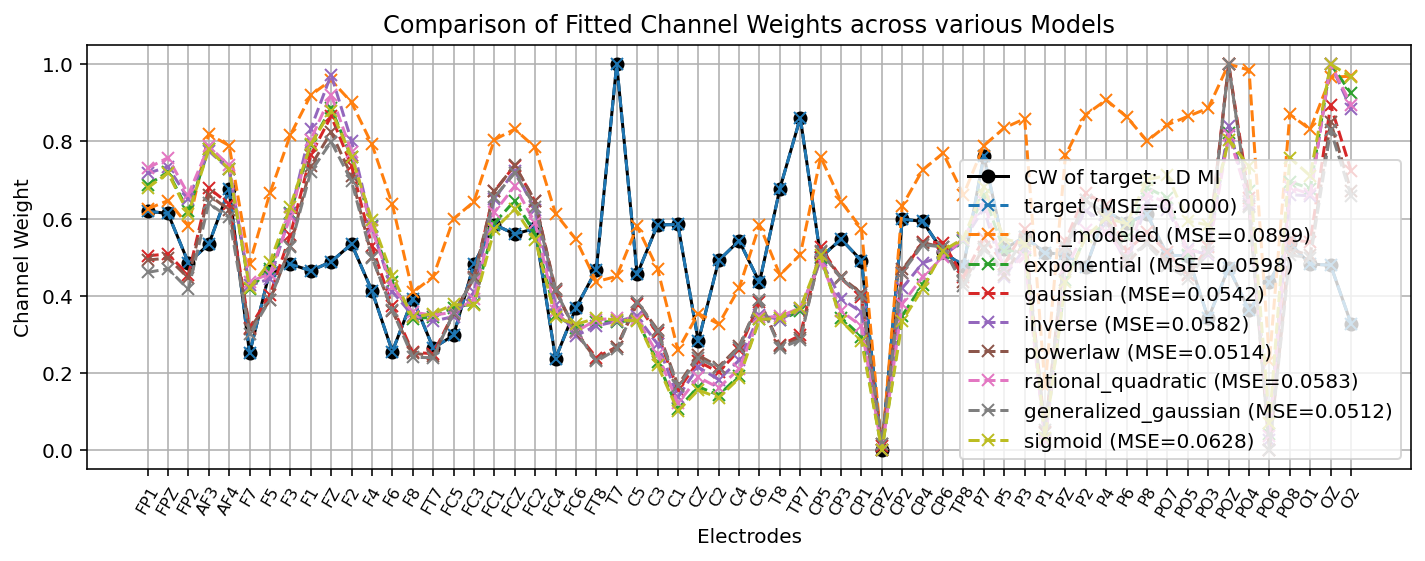 Comparison of Fitted Channel Weights across various Models
Channel Weight
1.0
0.8
0.6
0.4
0.2
0.0
CW of target: LD MI
target (MSE=0.0000)
non_modeled (MSE=0.0899)
exponential (MSE=0.0598)
gaussian (MSE=0.0542)
inverse (MSE=0.0582)
powerlaw (MSE=0.0514)
rational_quadratic (MSE=0.0583)
generalized_gaussian (MSE=0.0512)
sigmoid (MSE=0.0628)
FP1 FPZ FP2 AF3 AF4 F7 F5 F3 F1 FZ F2 F4 F6 F8 FT7 FC5 FC3 FC1 FCZ FC2 FC4 FC6 FT8 T7 C5 C3 C1 CZ C2 C4 C6 T8 TP7 CP5 CP3 CP1 CPZ CP2 CP4 CP6 TP8 P7 P5 P3 P1 PZ P2 P4 P6 P8 PO7 PO5 PO3 POZ PO4 PO6 PO8 O1 OZ O2
Electrodes